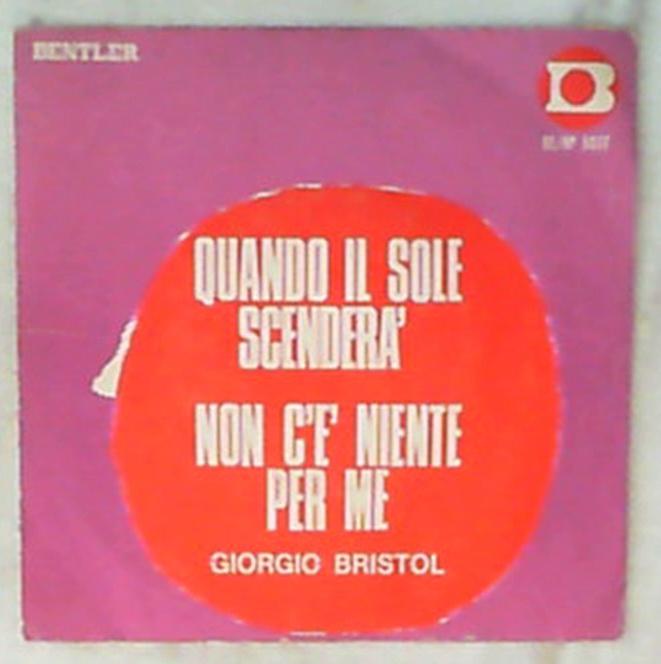 BENTLER
B
QUANDO IL SOLE
SCENDERA'
NON C'E' NIENTE
PER ME
GIORGIO BRISTOL